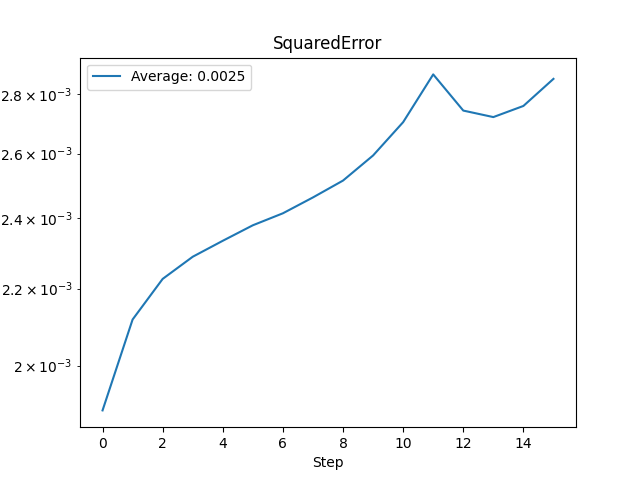 SquaredError
Average: 0.0025
2.8 × 10⁻³
2.6 × 10⁻³
2.4 × 10⁻³
2.2 × 10⁻³
2 × 10⁻³
0 2 4 6 8 10 12 14
Step